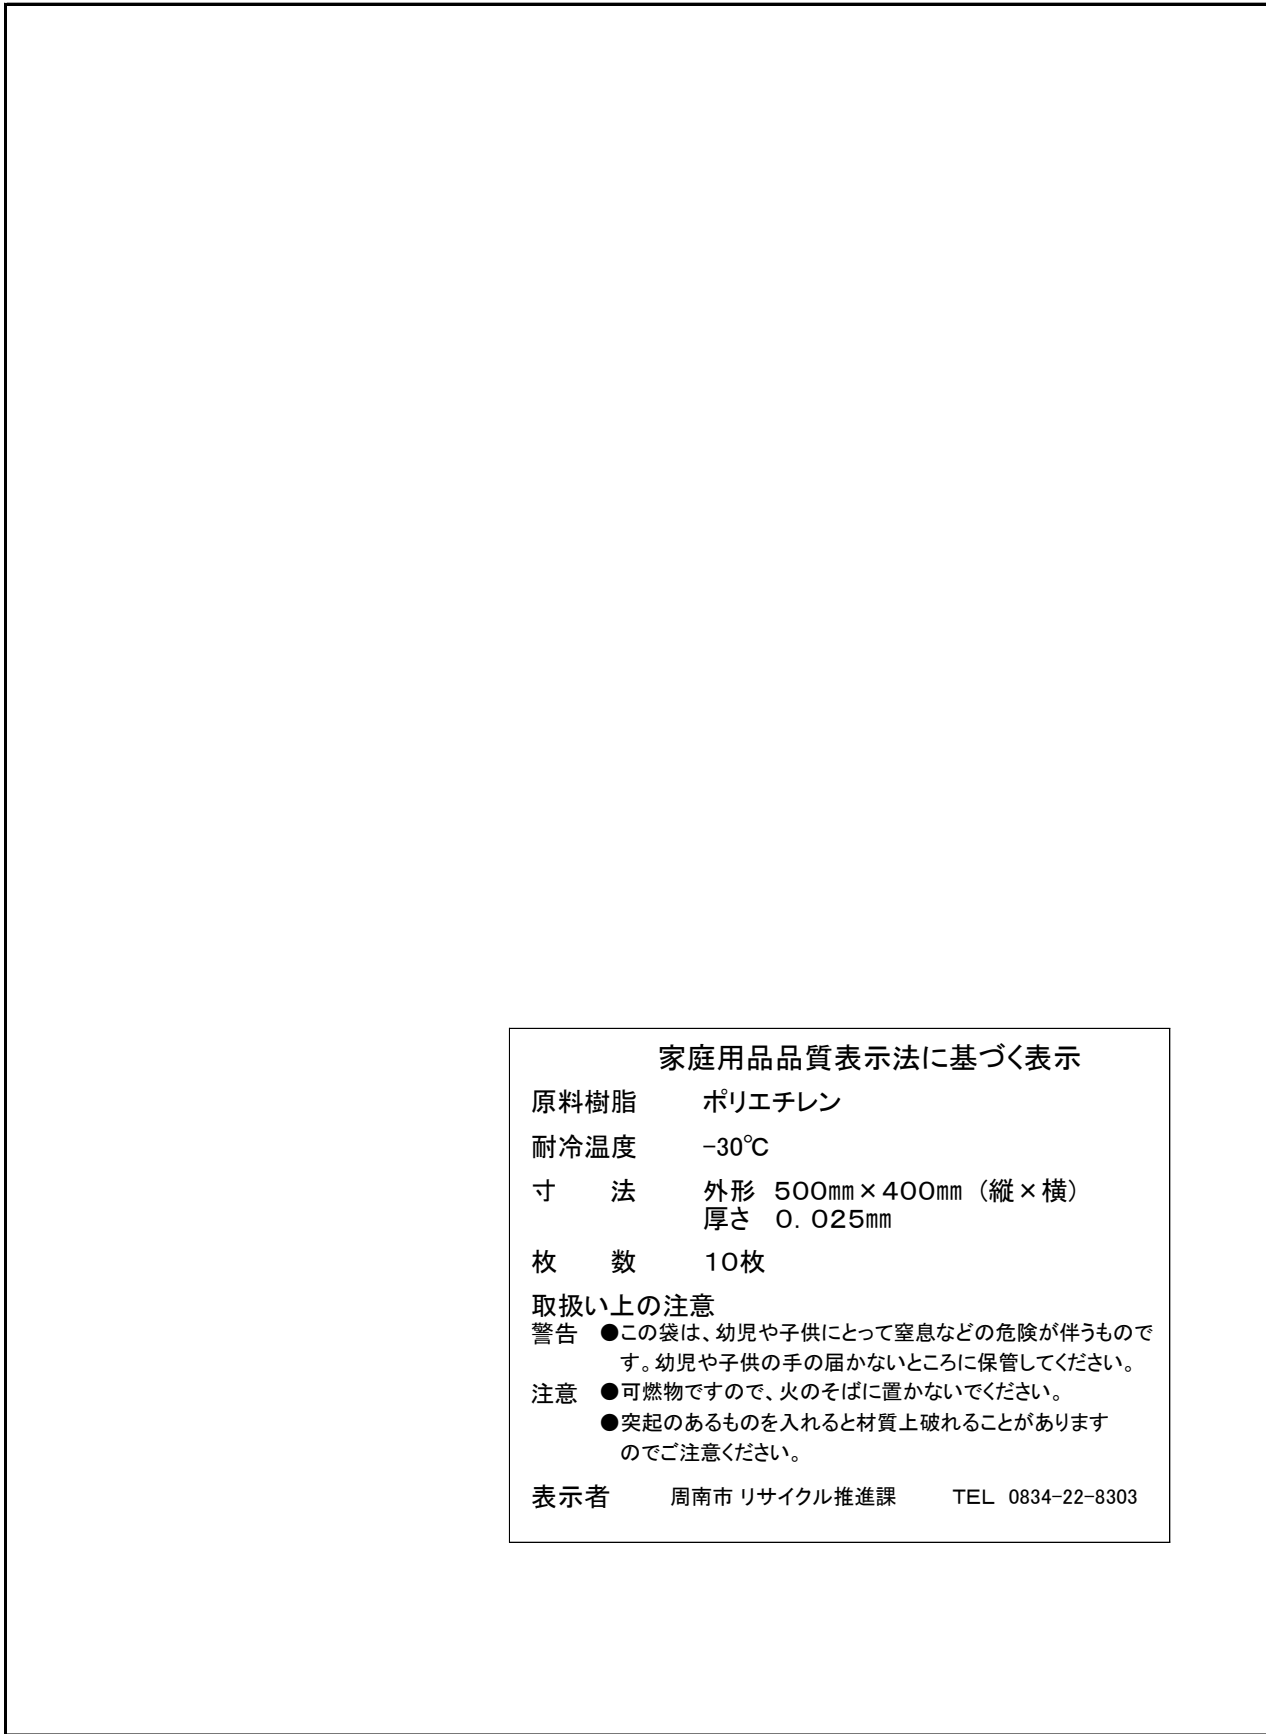 家庭用品品質表示法に基づく表示
原料樹脂　ポリエチレン
耐冷温度　-30℃
寸　法　外形　500㎜×400㎜（縦×横）
厚さ　0．025㎜
枚　数　10枚
取扱い上の注意
警告　●この袋は、幼児や子供にとって窒息などの危険が伴うもので
す。幼児や子供の手の届かないところに保管してください。
注意　●可燃物ですので、火のそばに置かないでください。
●突起のあるものを入れると材質上破れることがあります
のでご注意ください。
表示者　周南市 リサイクル推進課　TEL 0834-22-8303